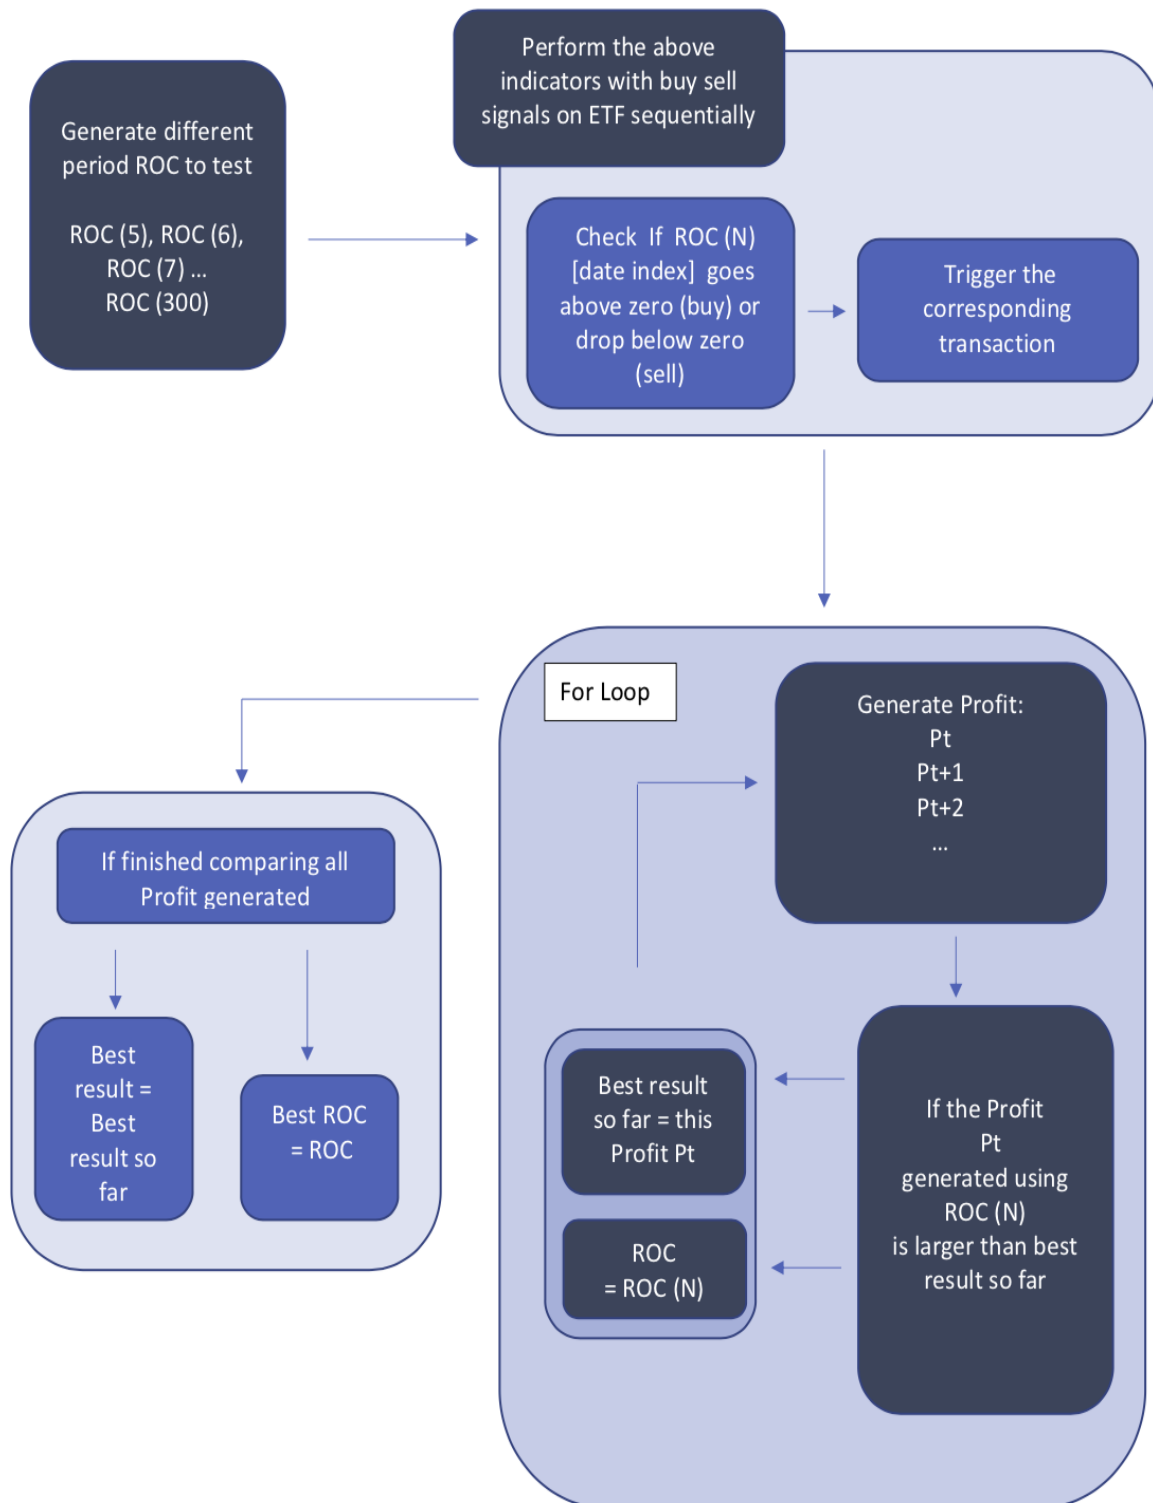 Generate different
period ROC to test
ROC (5), ROC (6),
ROC (7) ...
ROC (300)
Perform the above
indicators with buy sell
signals on ETF sequentially
Check If ROC (N)
[date index] goes
above zero (buy) or
drop below zero
(sell)
Trigger the
corresponding
transaction
For Loop
Generate Profit:
Pt
Pt+1
Pt+2
...
If the Profit
Pt
generated using
ROC (N)
is larger than best
result so far
Best result
so far = this
Profit Pt
ROC
= ROC (N)
If finished comparing all
Profit generated
Best
result =
Best
result so
far
Best ROC
= ROC